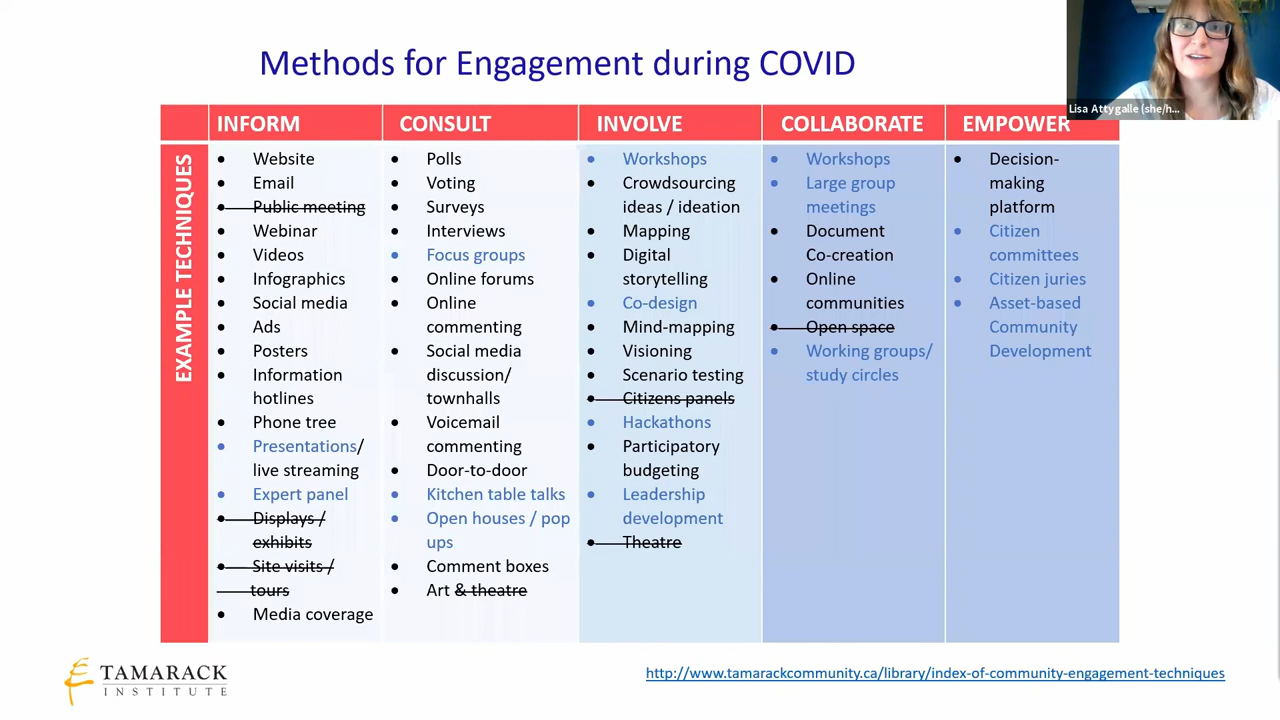 Methods for Engagement during COVID
Lisa Attygalle (she/h...
INFORM
CONSULT
INVOLVE
COLLABORATE
EMPOWER
EXAMPLE TECHNIQUES
Website
Email
Public meeting
Webinar
Videos
Infographics
Social media
Ads
Posters
Information
hotlines
Phone tree
Presentations/
live streaming
Expert panel
Displays /
exhibits
Site visits /
tours
Media coverage
Polls
Voting
Surveys
Interviews
Focus groups
Online forums
Online
commenting
Social media
discussion/
townhalls
Voicemail
commenting
Door-to-door
Kitchen table talks
Open houses / pop
ups
Comment boxes
Art & theatre
Workshops
Crowdsourcing
ideas / ideation
Mapping
Digital
storytelling
Co-design
Mind-mapping
Visioning
Scenario testing
Citizens panels
Hackathons
Participatory
budgeting
Leadership
development
Theatre
Workshops
Large group
meetings
Document
Co-creation
Online
communities
Open space
Working groups/
study circles
Decision-
making
platform
Citizen
committees
Citizen juries
Asset-based
Community
Development
TAMARACK
INSTITUTE
http://www.tamarackcommunity.ca/library/index-of-community-engagement-techniques